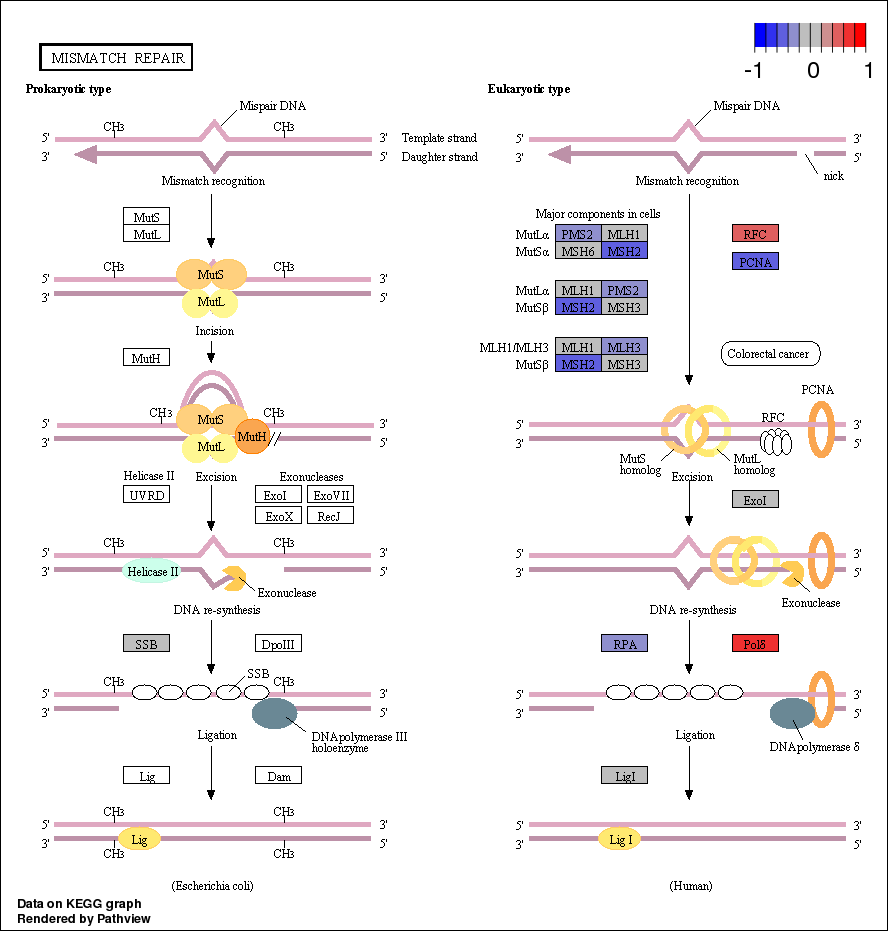 -1 0 1
MISMATCH REPAIR
Prokaryotic type
Mispair DNA
CH3 CH3
5' 3'
3' 5'
Template strand
Daughter strand
Mismatch recognition
MutS
MutL
CH3 CH3
5' 3'
3' 5'
MutS
MutL
Incision
MutH
CH3 CH3
5' 3'
3' 5'
MutS
MutH
MutL
Helicase II Excision Exonucleases
UVRD ExoI ExoVII
ExoX RecJ
CH3 CH3
5' 3'
3' 5'
Helicase II
Exonuclease
DNA re-synthesis
SSB DpoIII
SSB
CH3 CH3
5' 3'
3' 5'
DNA polymerase III
holoenzyme
Ligation
Lig Dam
CH3 CH3
5' 3'
3' 5'
Lig
CH3 CH3
(Escherichia coli)
Eukaryotic type
Mispair DNA
5' 3'
3' 5'
nick
Mismatch recognition
Major components in cells
MutLα PMS2 MLH1
MutSα MSH6 MSH2
RFC
PCNA
MutLα MLH1 PMS2
MutSβ MSH2 MSH3
MLH1/MLH3 MLH1 MLH3
MutSβ MSH2 MSH3
Colorectal cancer
PCNA
RFC
5' 3'
3' 5'
MutS
homolog
MutL
homolog
Excision
ExoI
5' 3'
3' 5'
Exonuclease
DNA re-synthesis
RPA Polδ
5' 3'
3' 5'
DNA polymerase δ
Ligation
LigI
5' 3'
3' 5'
Lig I
(Human)
Data on KEGG graph
Rendered by Pathview